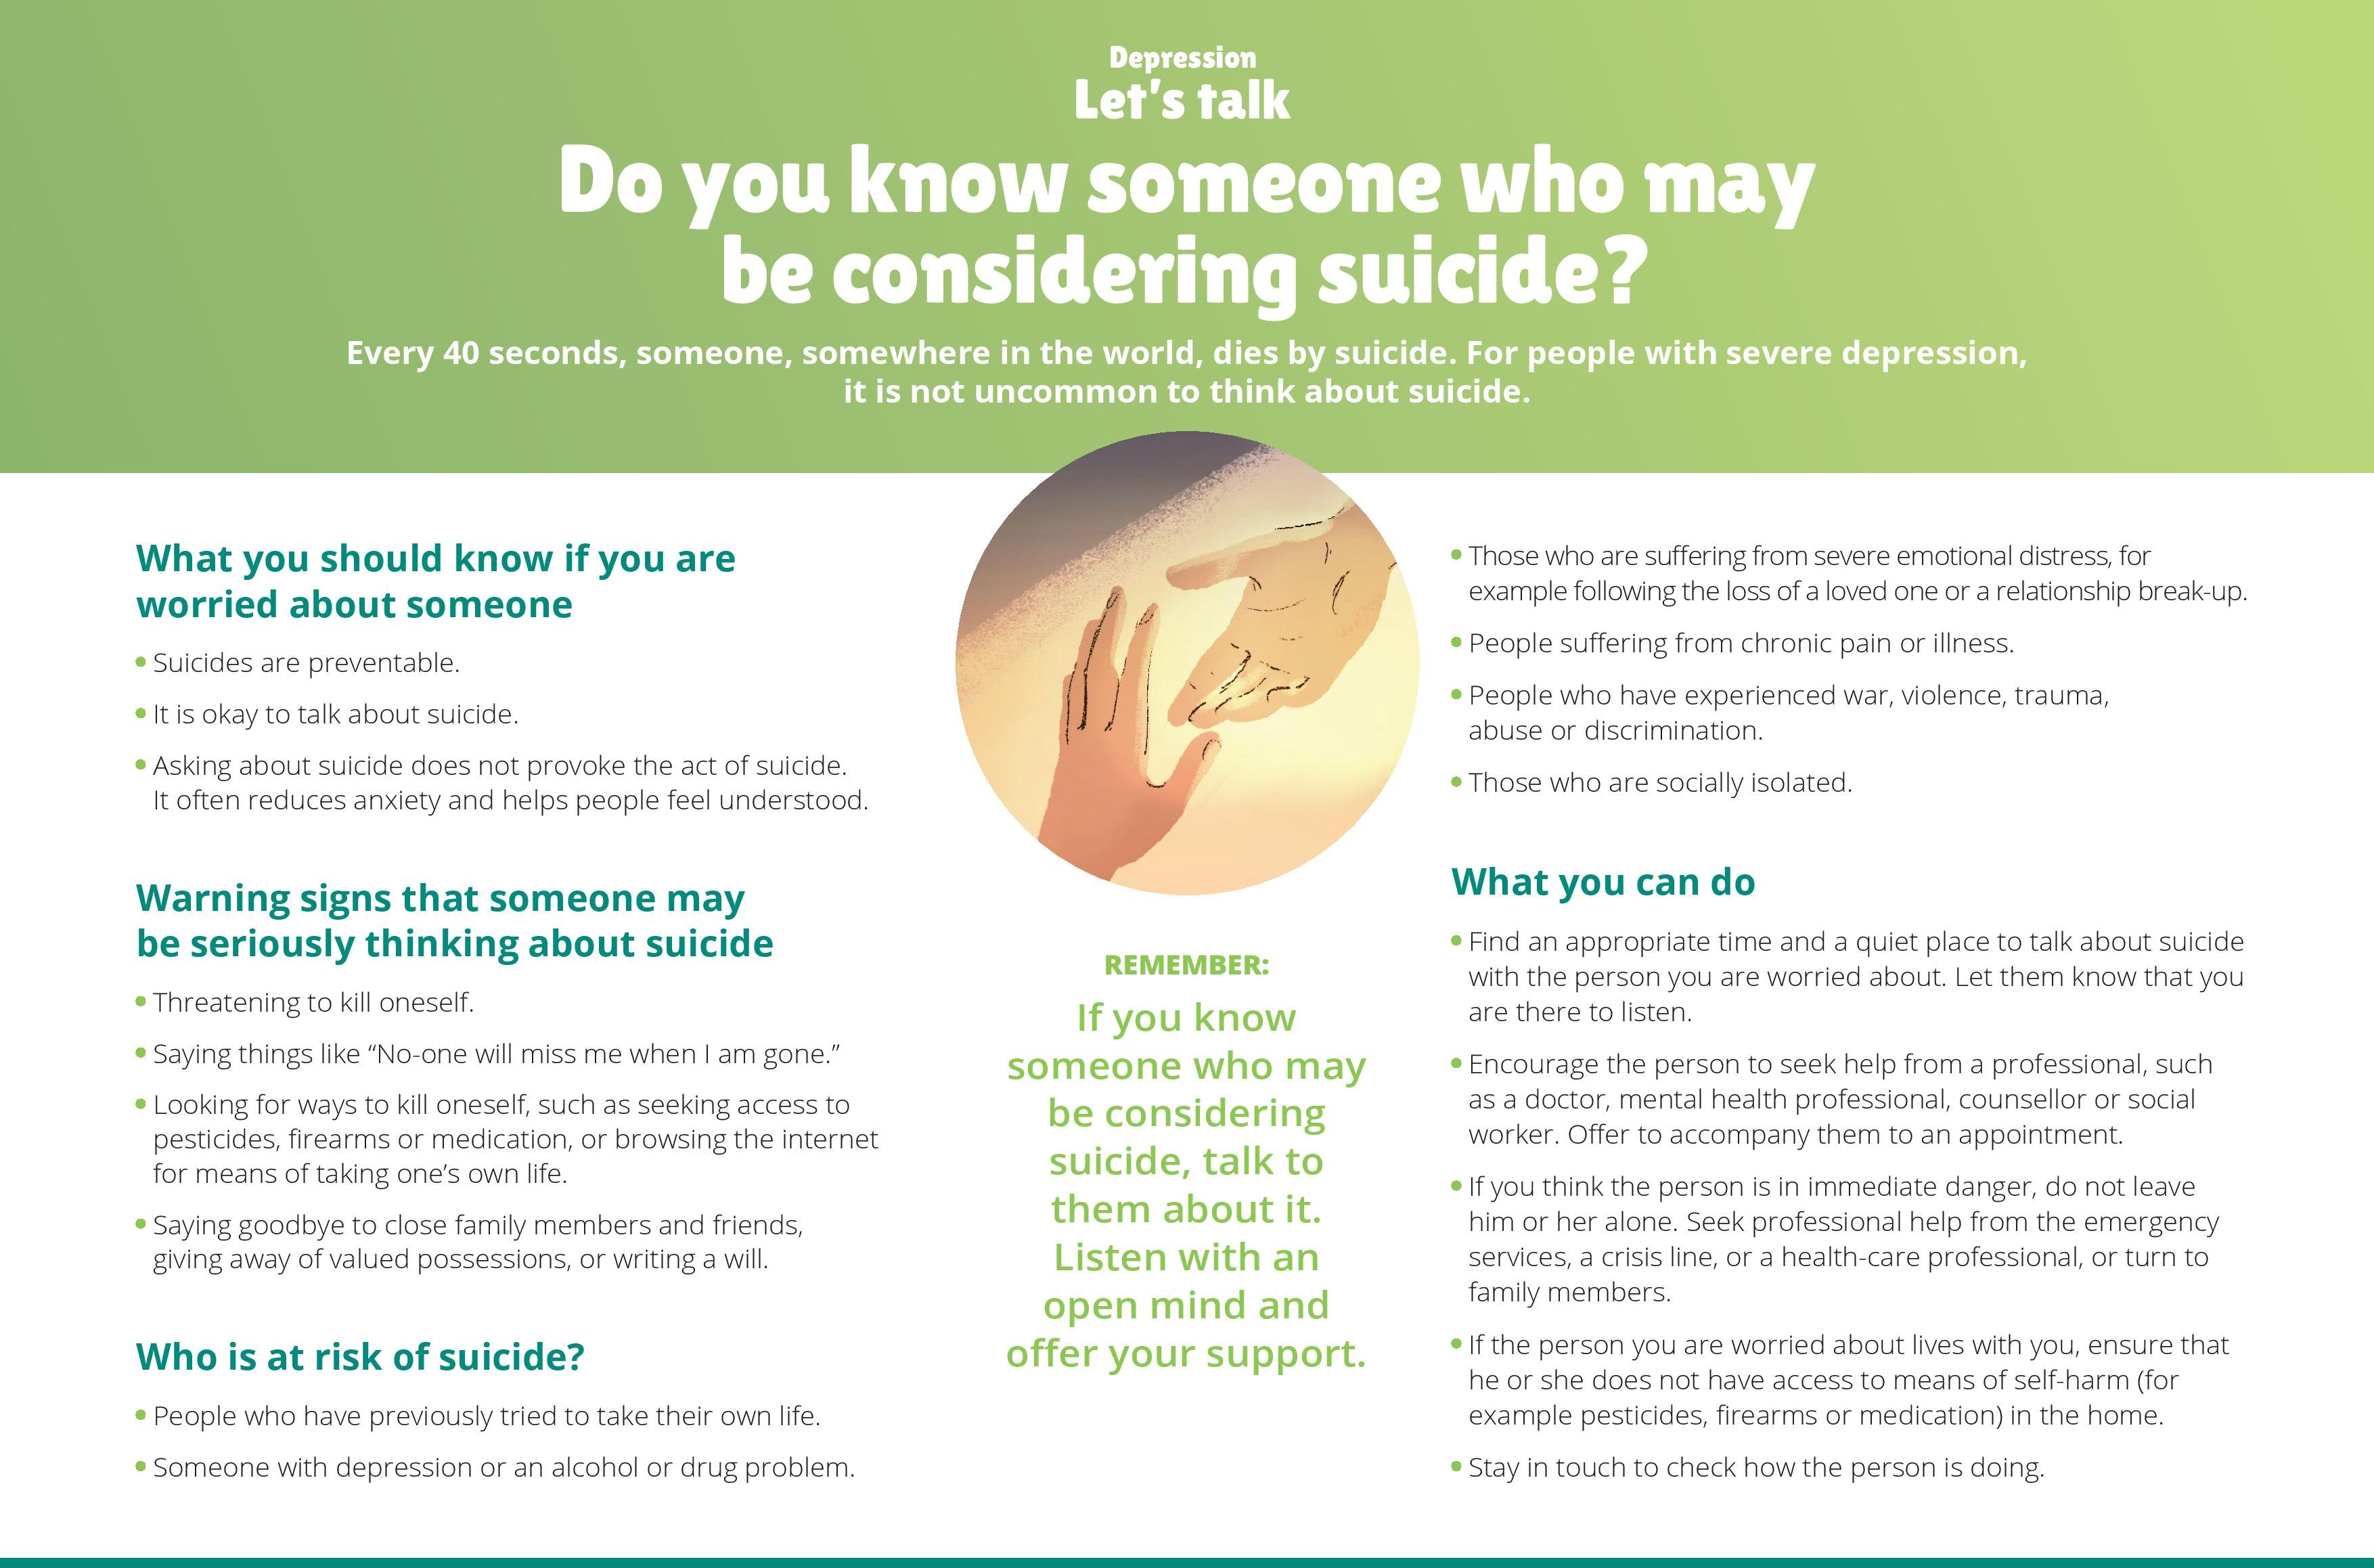 Depression
Let's talk
Do you know someone who may
be considering suicide?
Every 40 seconds, someone, somewhere in the world, dies by suicide. For people with severe depression,
it is not uncommon to think about suicide.
What you should know if you are
worried about someone
• Suicides are preventable.
• It is okay to talk about suicide.
• Asking about suicide does not provoke the act of suicide.
It often reduces anxiety and helps people feel understood.
Warning signs that someone may
be seriously thinking about suicide
• Threatening to kill oneself.
• Saying things like “No-one will miss me when I am gone.”
• Looking for ways to kill oneself, such as seeking access to
pesticides, firearms or medication, or browsing the internet
for means of taking one’s own life.
• Saying goodbye to close family members and friends,
giving away of valued possessions, or writing a will.
Who is at risk of suicide?
• People who have previously tried to take their own life.
• Someone with depression or an alcohol or drug problem.
REMEMBER:
If you know
someone who may
be considering
suicide, talk to
them about it.
Listen with an
open mind and
offer your support.
• Those who are suffering from severe emotional distress, for
example following the loss of a loved one or a relationship break-up.
• People suffering from chronic pain or illness.
• People who have experienced war, violence, trauma,
abuse or discrimination.
• Those who are socially isolated.
What you can do
• Find an appropriate time and a quiet place to talk about suicide
with the person you are worried about. Let them know that you
are there to listen.
• Encourage the person to seek help from a professional, such
as a doctor, mental health professional, counsellor or social
worker. Offer to accompany them to an appointment.
• If you think the person is in immediate danger, do not leave
him or her alone. Seek professional help from the emergency
services, a crisis line, or a health-care professional, or turn to
family members.
• If the person you are worried about lives with you, ensure that
he or she does not have access to means of self-harm (for
example pesticides, firearms or medication) in the home.
• Stay in touch to check how the person is doing.